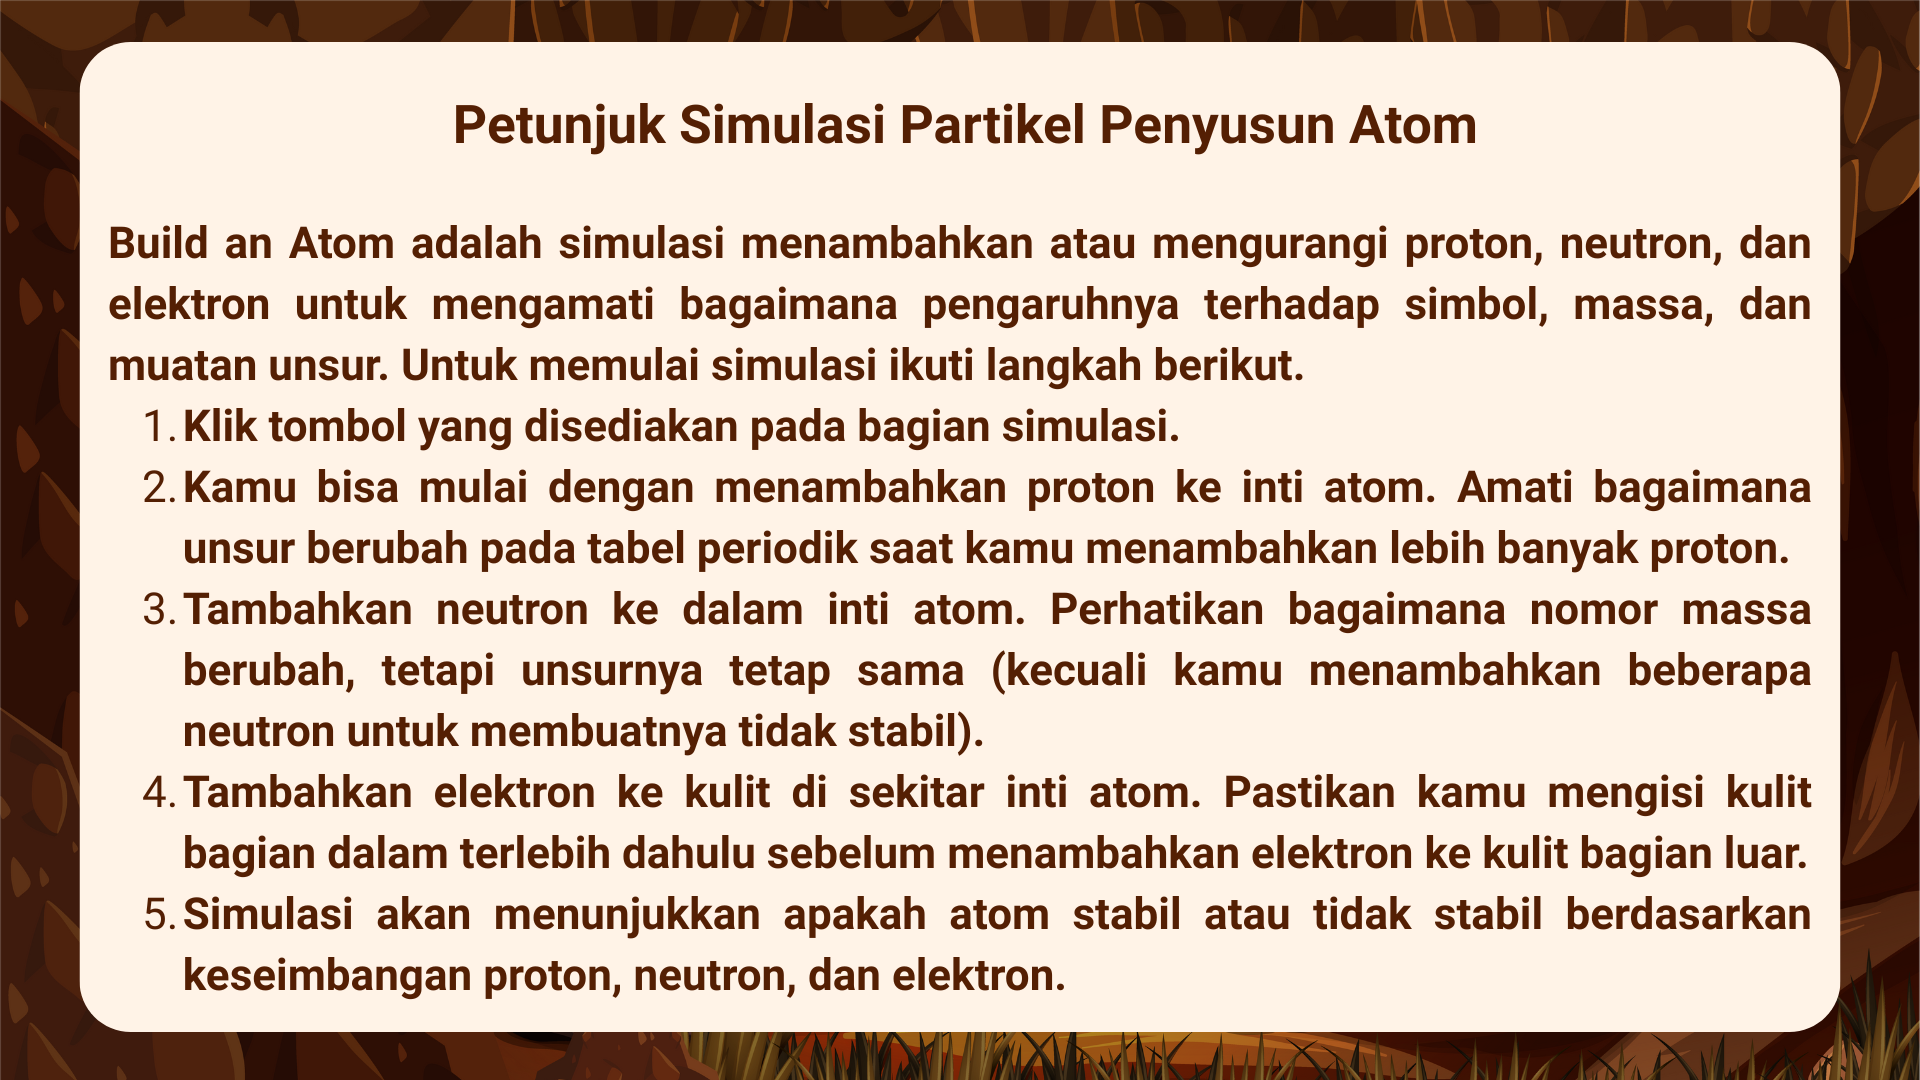 Petunjuk Simulasi Partikel Penyusun Atom
Build an Atom adalah simulasi menambahkan atau mengurangi proton, neutron, dan
elektron untuk mengamati bagaimana pengaruhnya terhadap simbol, massa, dan
muatan unsur. Untuk memulai simulasi ikuti langkah berikut.
1. Klik tombol yang disediakan pada bagian simulasi.
2. Kamu bisa mulai dengan menambahkan proton ke inti atom. Amati bagaimana
unsur berubah pada tabel periodik saat kamu menambahkan lebih banyak proton.
3. Tambahkan neutron ke dalam inti atom. Perhatikan bagaimana nomor massa
berubah, tetapi unsurnya tetap sama (kecuali kamu menambahkan beberapa
neutron untuk membuatnya tidak stabil).
4. Tambahkan elektron ke kulit di sekitar inti atom. Pastikan kamu mengisi kulit
bagian dalam terlebih dahulu sebelum menambahkan elektron ke kulit bagian luar.
5. Simulasi akan menunjukkan apakah atom stabil atau tidak stabil berdasarkan
keseimbangan proton, neutron, dan elektron.